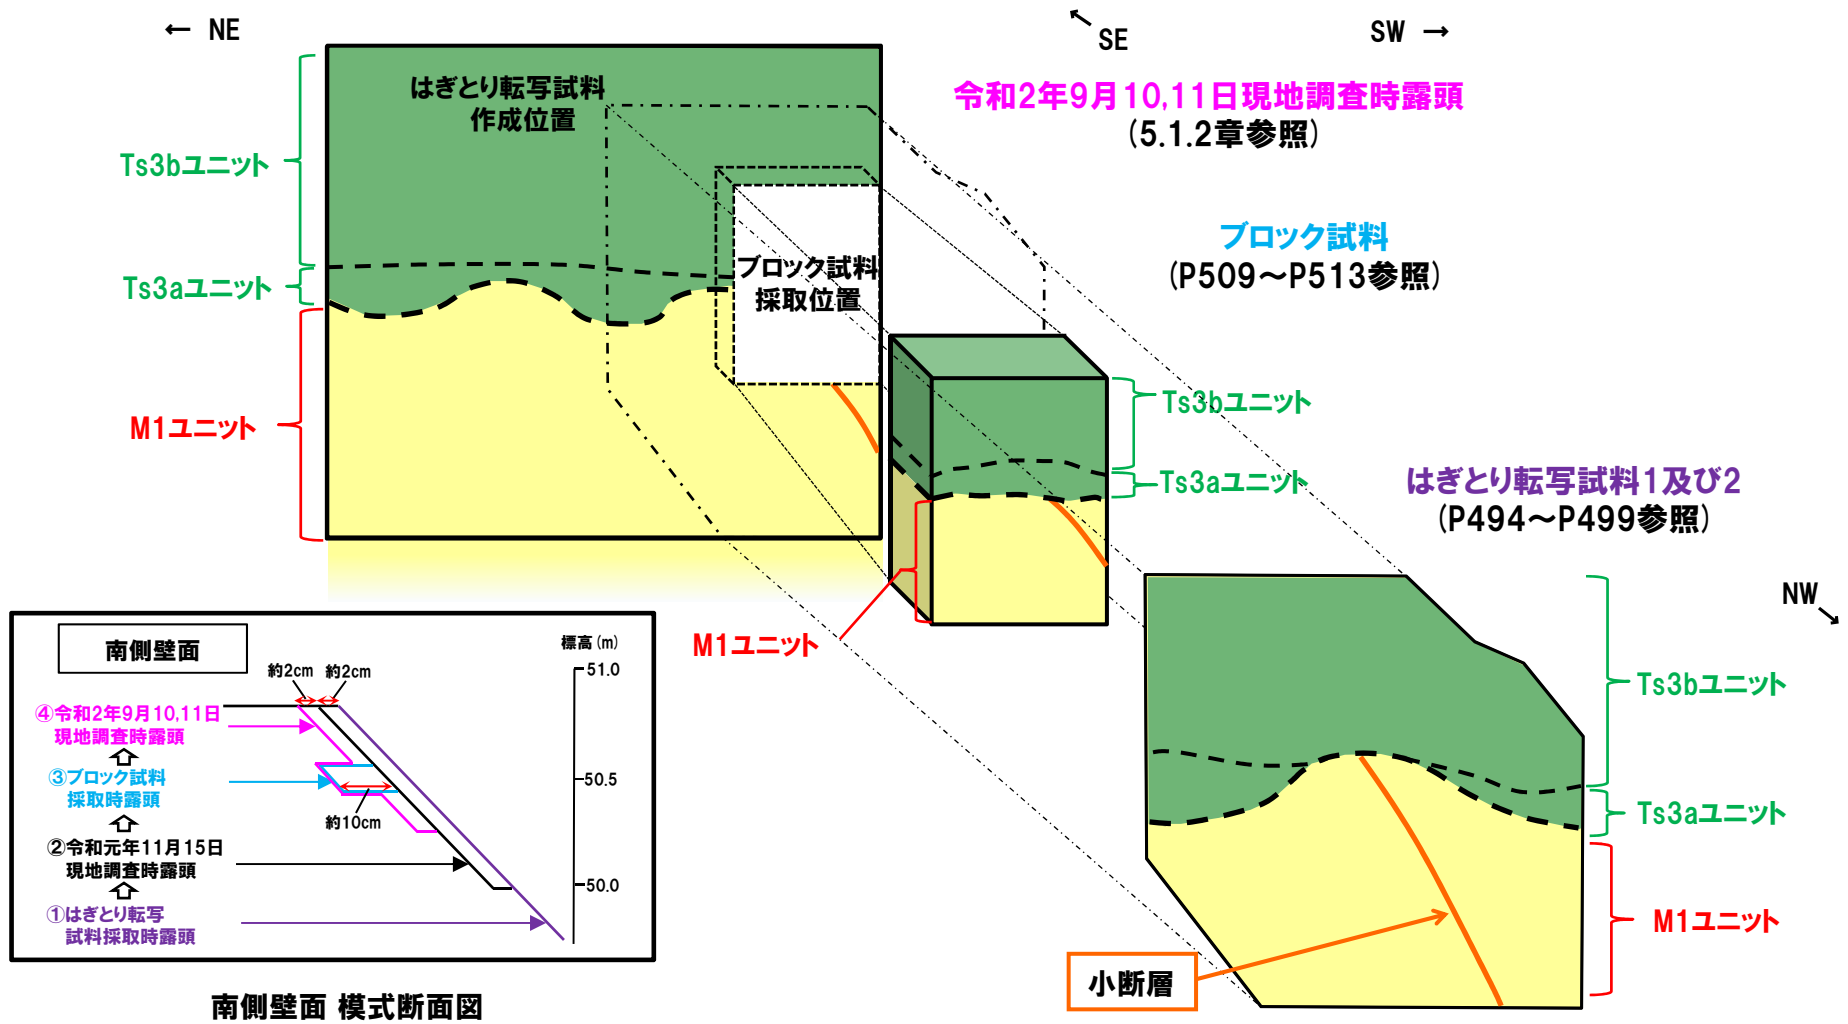 ← NE
SE
SW →
はぎとり転写試料
作成位置
令和2年9月10,11日現地調査時露頭
(5.1.2章参照)
Ts3bユニット
ブロック試料
(P509～P513参照)
Ts3aユニット
ブロック試料
採取位置
M1ユニット
Ts3bユニット
Ts3aユニット
はぎとり転写試料1及び2
(P494～P499参照)
NW
M1ユニット
Ts3bユニット
Ts3aユニット
M1ユニット
小断層
南側壁面
標高(m)
約2cm
約2cm
51.0
④令和2年9月10,11日
現地調査時露頭
③ブロック試料
採取時露頭
50.5
約10cm
②令和元年11月15日
現地調査時露頭
50.0
①はぎとり転写
試料採取時露頭
南側壁面 模式断面図